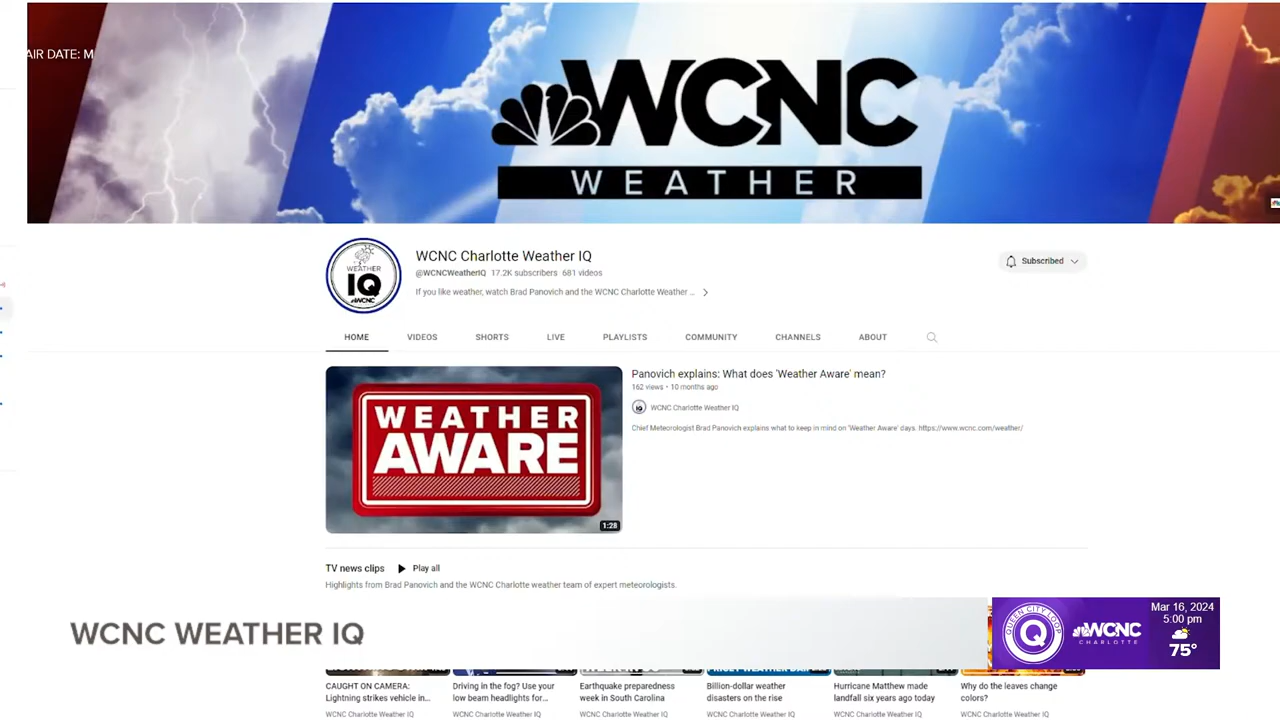 AIR DATE: M
WCNC
WEATHER
WEATHER
IQ
WCNC
WCNC Charlotte Weather IQ
@WCNCWeatherIQ 17.2K subscribers 681 videos
If you like weather, watch Brad Panovich and the WCNC Charlotte Weather ...
Subscribed
HOME VIDEOS SHORTS LIVE PLAYLISTS COMMUNITY CHANNELS ABOUT
WEATHER
AWARE
1:28
Panovich explains: What does 'Weather Aware' mean?
162 views • 10 months ago
IQ WCNC Charlotte Weather IQ
Chief Meteorologist Brad Panovich explains what to keep in mind on 'Weather Aware' days. https://www.wcnc.com/weather/
TV news clips Play all
Highlights from Brad Panovich and the WCNC Charlotte weather team of expert meteorologists.
WCNC WEATHER IQ
QUEEN CITY LOOP
Q
WCNC
CHARLOTTE
Mar 16, 2024
5:00 pm
75°
CAUGHT ON CAMERA: Driving in the fog? Use your Earthquake preparedness Billion-dollar weather Hurricane Matthew made Why do the leaves change
Lightning strikes vehicle in... low beam headlights for... week in South Carolina disasters on the rise landfall six years ago today colors?
WCNC Charlotte Weather IQ WCNC Charlotte Weather IQ WCNC Charlotte Weather IQ WCNC Charlotte Weather IQ WCNC Charlotte Weather IQ WCNC Charlotte Weather IQ